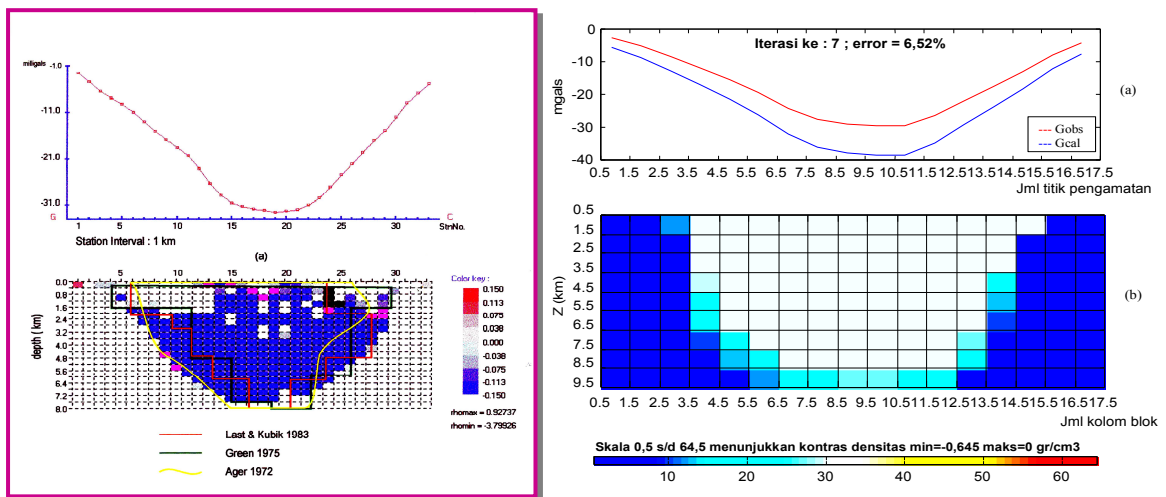 milligals
-1.0
-11.0
-21.0
-31.0
G
C
1 5 10 15 20 25 30
StnNo.
Station Interval : 1 km
(a)
5 10 15 20 25 30
0.0
0.8
1.6
2.4
3.2
4.0
4.8
5.6
6.4
7.2
8.0
depth ( km)
Color key :
0.150
0.113
0.075
0.038
0.000
-0.038
-0.075
-0.113
-0.150
rhomax = 0.92737
rhomin = -3.79926
Last & Kubik 1983
Green 1975
Ager 1972
Iterasi ke : 7 ; error = 6,52%
0
-10
-20
-30
-40
mgals
(a)
Gobs
Gcal
0.5 1.5 2.5 3.5 4.5 5.5 6.5 7.5 8.5 9.5 10.5 11.5 12.5 13.5 14.5 15.5 16.5 17.5
Jml titik pengamatan
0.5
1.5
2.5
3.5
4.5
5.5
6.5
7.5
8.5
9.5
Z (km)
(b)
0.5 1.5 2.5 3.5 4.5 5.5 6.5 7.5 8.5 9.5 10.5 11.5 12.5 13.5 14.5 15.5 16.5 17.5
Jml kolom blok
Skala 0,5 s/d 64,5 menunjukkan kontras densitas min=-0,645 maks=0 gr/cm3
10 20 30 40 50 60